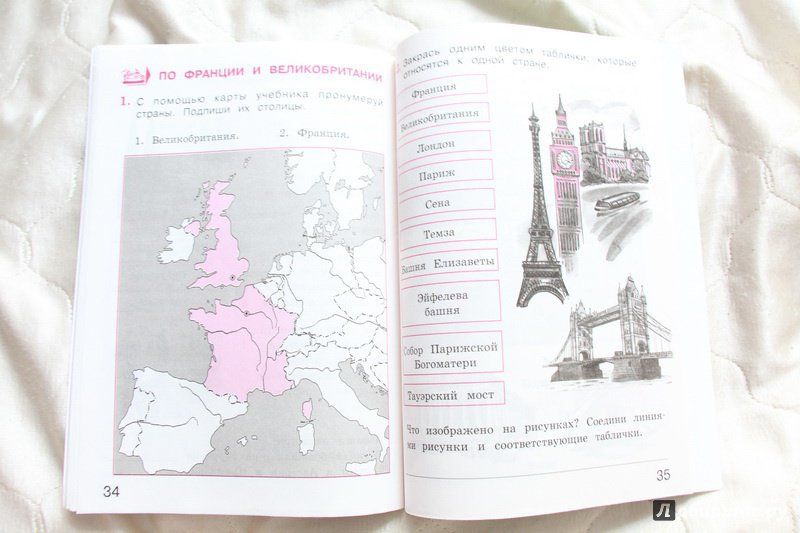 ПО ФРАНЦИИ И ВЕЛИКОБРИТАНИИ
1. С помощью карты учебника пронумеруй
страны. Подпиши их столицы.
1. Великобритания. 2. Франция.
34
Закрась одним цветом таблички, которые
относятся к одной стране.
Франция
Великобритания
Лондон
Париж
Сена
Темза
Башня Елизаветы
Эйфелева
башня
Собор Парижской
Богоматери
Тауэрский мост
Что изображено на рисунках? Соедини линия-
ми рисунки и соответствующие таблички.
35